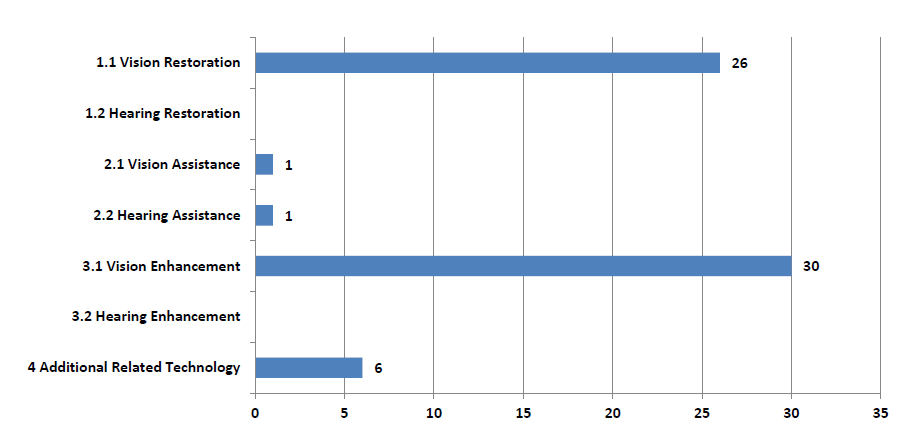 1.1 Vision Restoration
26
1.2 Hearing Restoration
2.1 Vision Assistance
1
2.2 Hearing Assistance
1
3.1 Vision Enhancement
30
3.2 Hearing Enhancement
4 Additional Related Technology
6
0 5 10 15 20 25 30 35